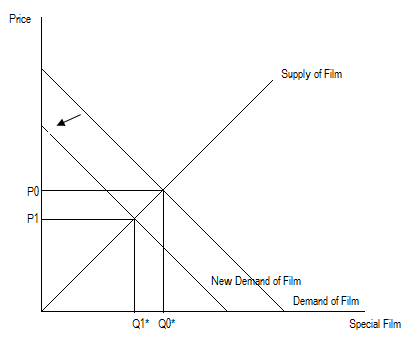 Price
Supply of Film
P0
P1
New Demand of Film
Demand of Film
Q1* Q0*
Special Film